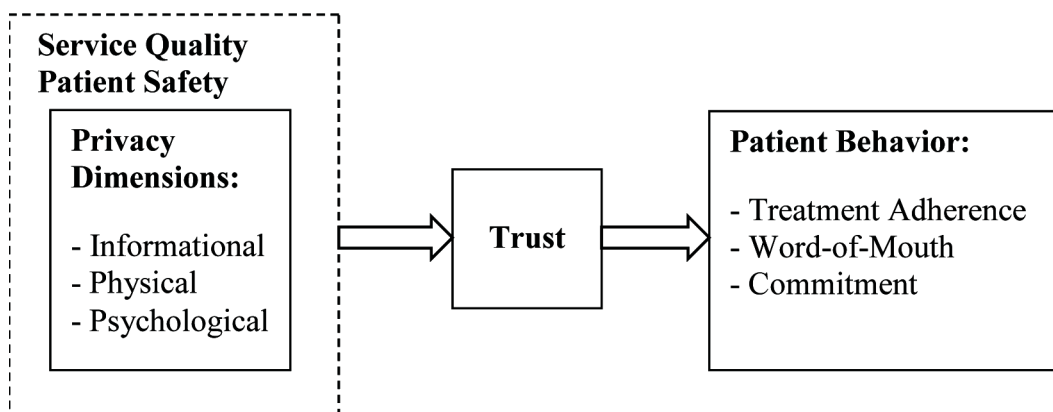 Service Quality
Patient Safety
Privacy
Dimensions:
- Informational
- Physical
- Psychological
Trust
Patient Behavior:
- Treatment Adherence
- Word-of-Mouth
- Commitment